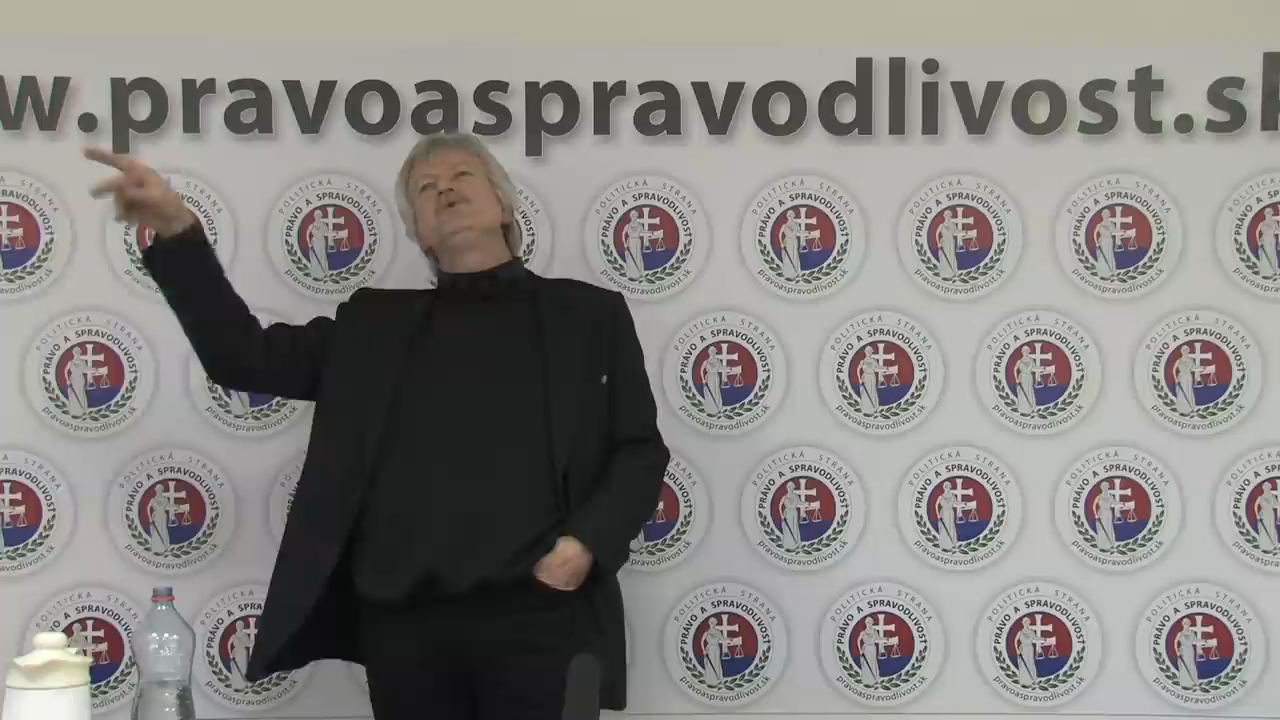 w.pravoaspravodlivost.sk
POLITICKÁ STRANA
PRÁVO A SPRAVODLIVOSŤ
pravoaspravodlivost.sk